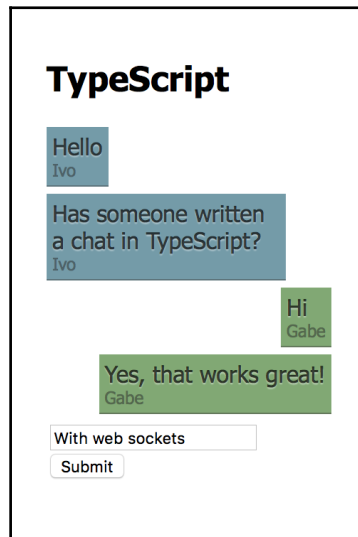 TypeScript
Hello
Ivo
Has someone written
a chat in TypeScript?
Ivo
Hi
Gabe
Yes, that works great!
Gabe
With web sockets
Submit